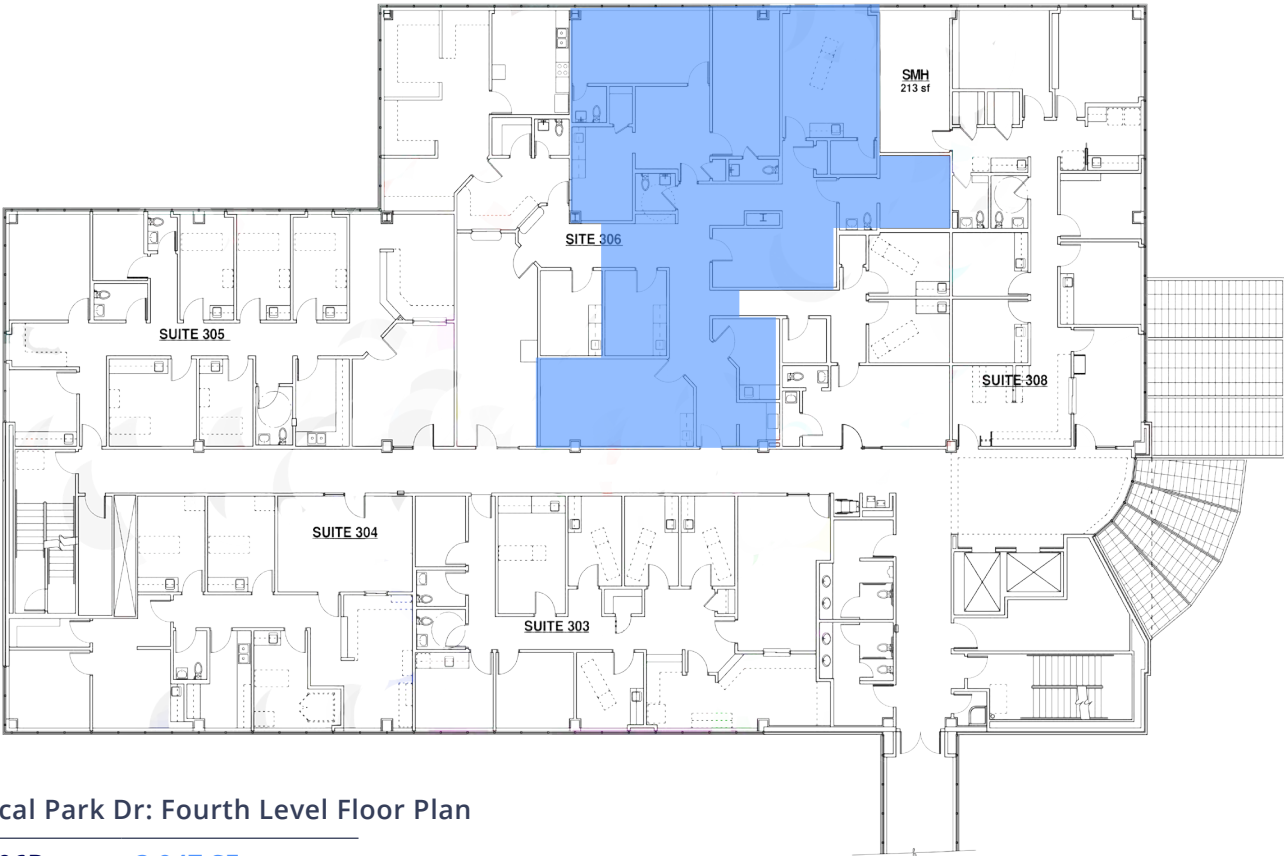 SMH
213 sf
SITE 306
SUITE 305
SUITE 308
SUITE 304
SUITE 303
cal Park Dr: Fourth Level Floor Plan